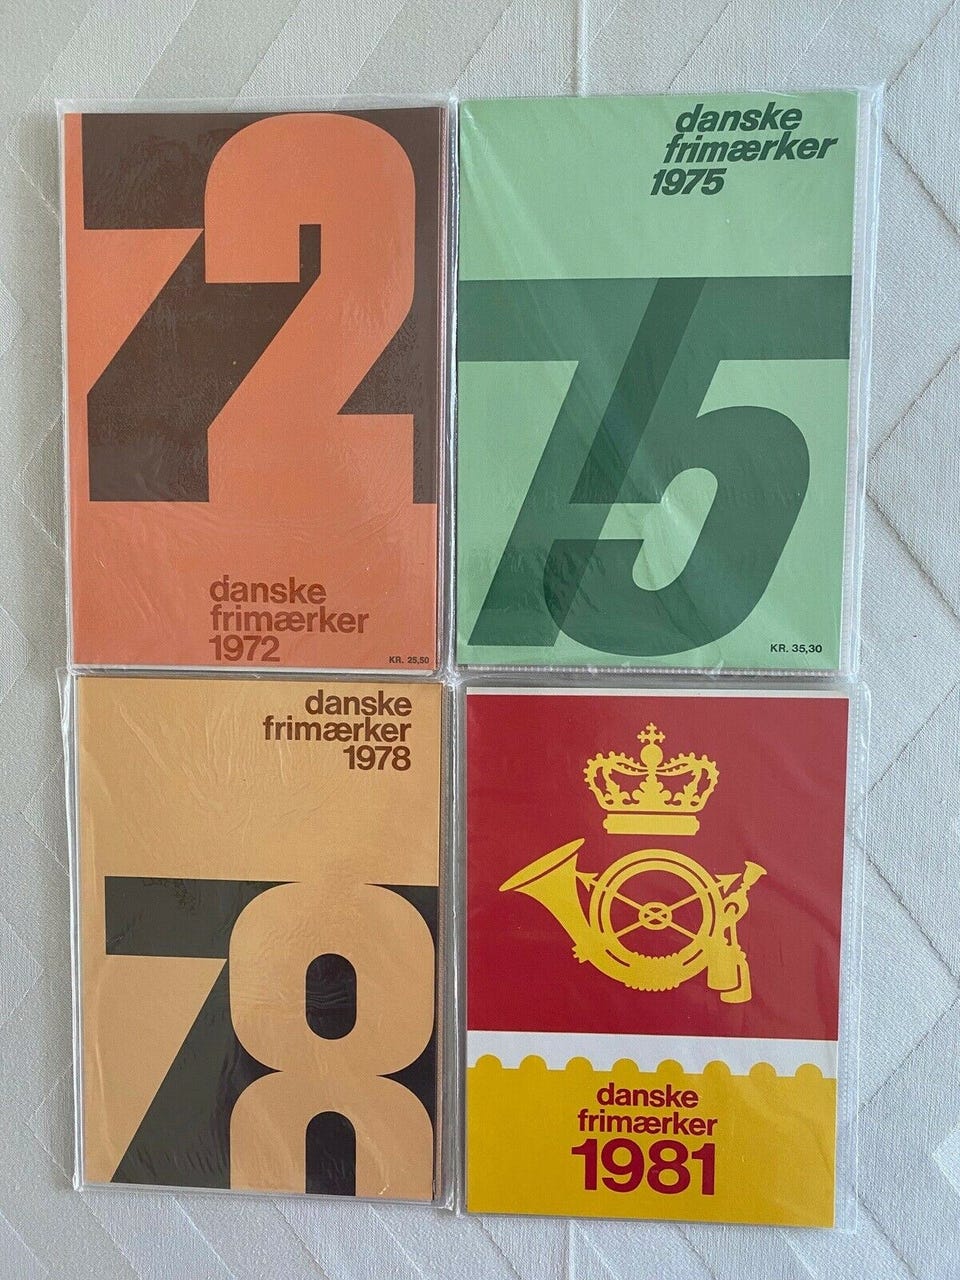 72
danske
frimærker
1972
KR. 25,50
danske
frimærker
1975
75
KR. 35,30
danske
frimærker
1978
78
danske
frimærker
1981